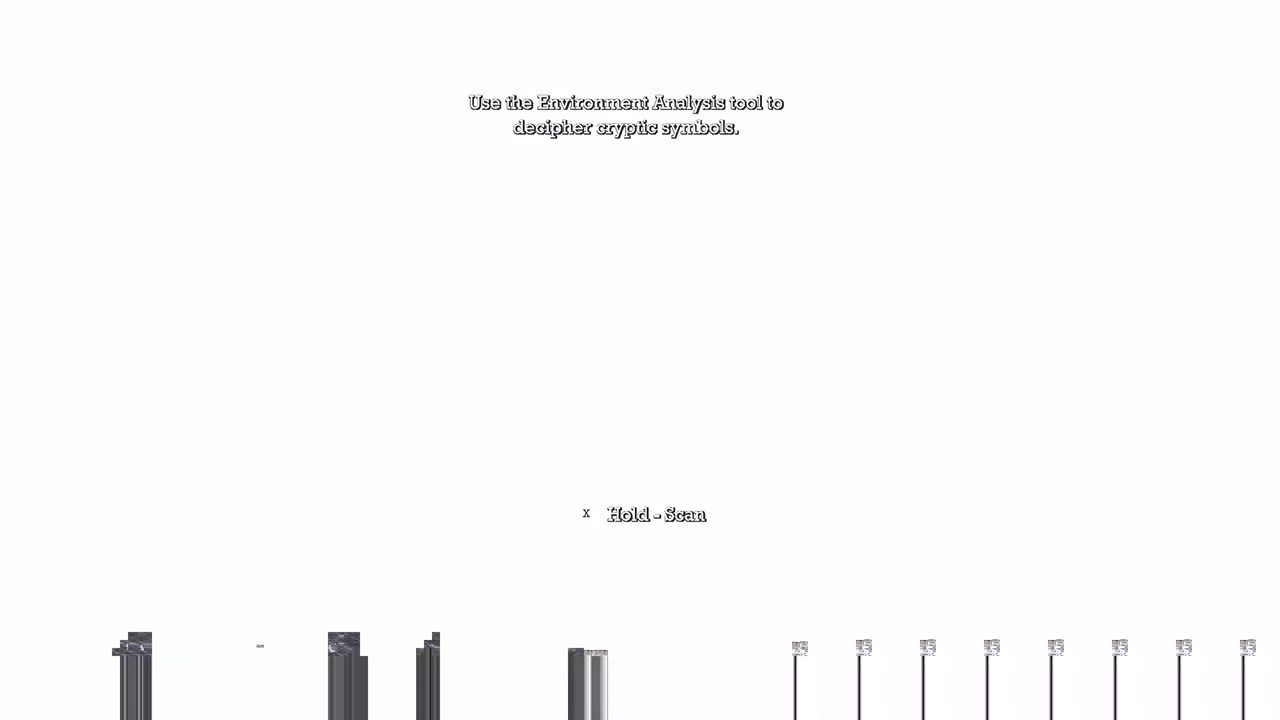 Use the Environment Analysis tool to
decipher cryptic symbols.
X Hold - Scan